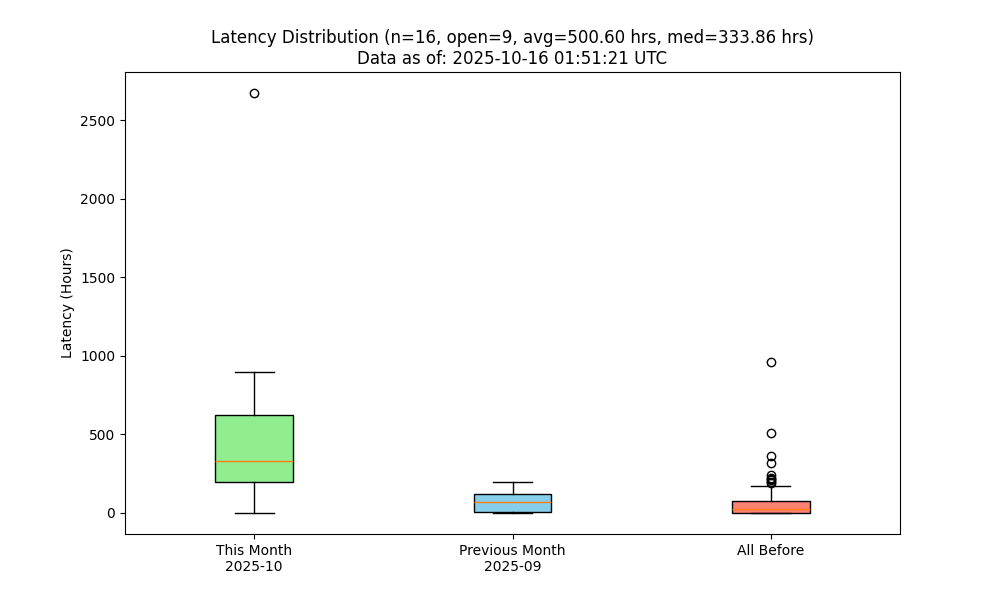 Latency Distribution (n=16, open=9, avg=500.60 hrs, med=333.86 hrs)
Data as of: 2025-10-16 01:51:21 UTC
Latency (Hours)
2500
2000
1500
1000
500
0
This Month
2025-10
Previous Month
2025-09
All Before